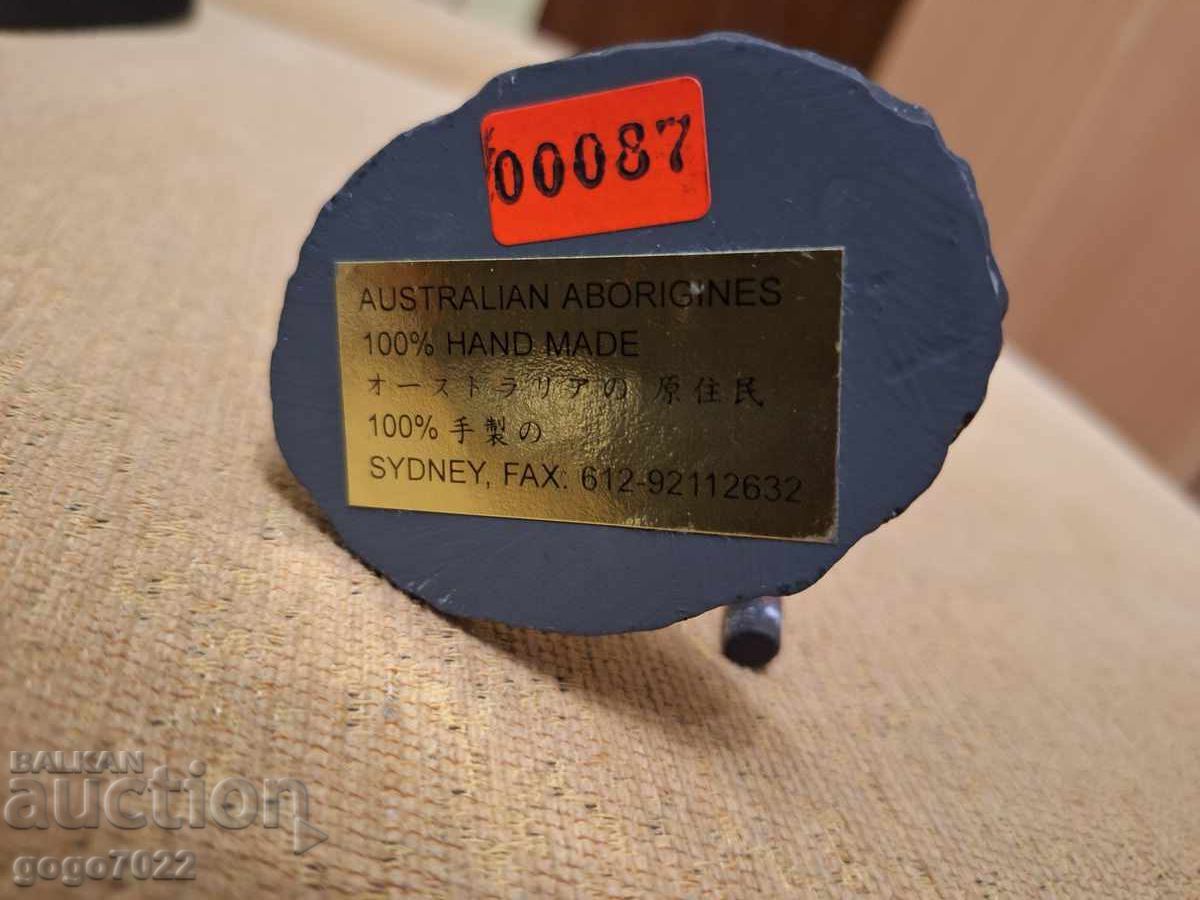 00087
AUSTRALIAN ABORIGINES
100% HAND MADE
オーストラリアの 原住民
100% 手製の
SYDNEY, FAX: 612-92112632
BALKAN
auction
gogo7022